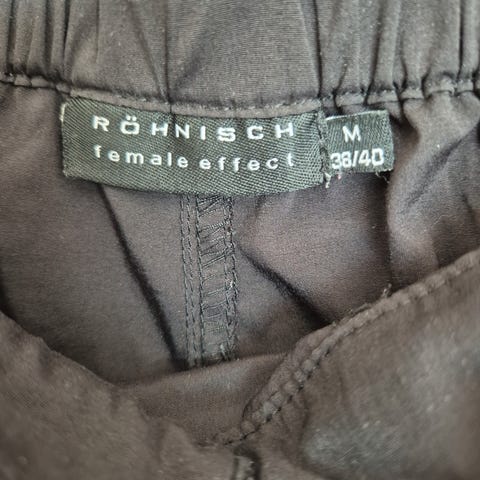 RÖHNISCH
female effect
M
38/40